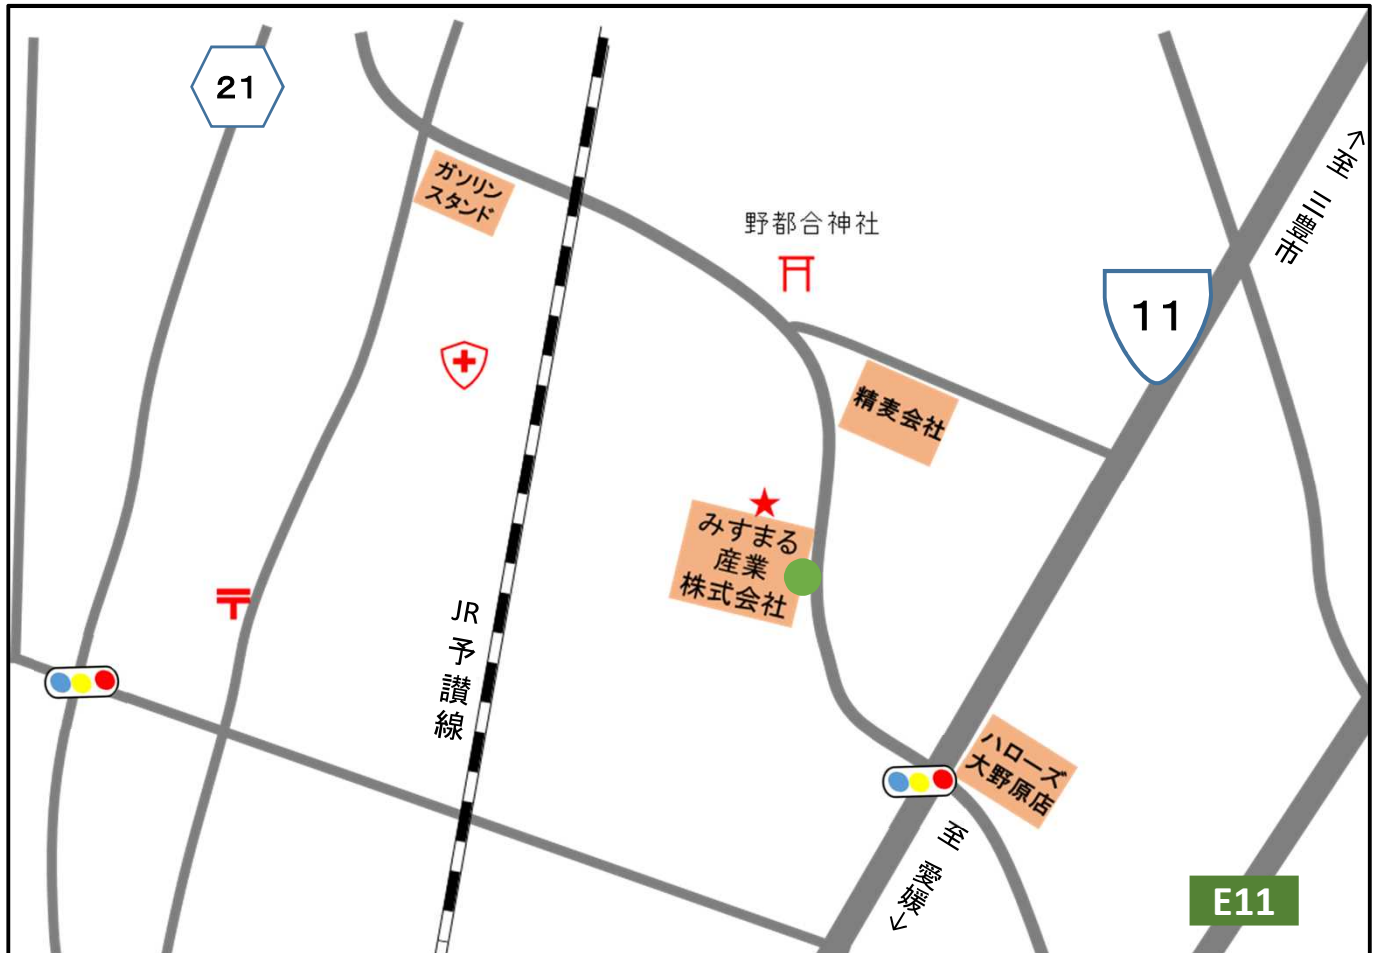 21
ガソリン
スタンド
野都合神社
↑至 三豊市
11
精麦会社
みすまる
産業
株式会社
JR予讃線
ハローズ
大野原店
至 愛媛↓
E11